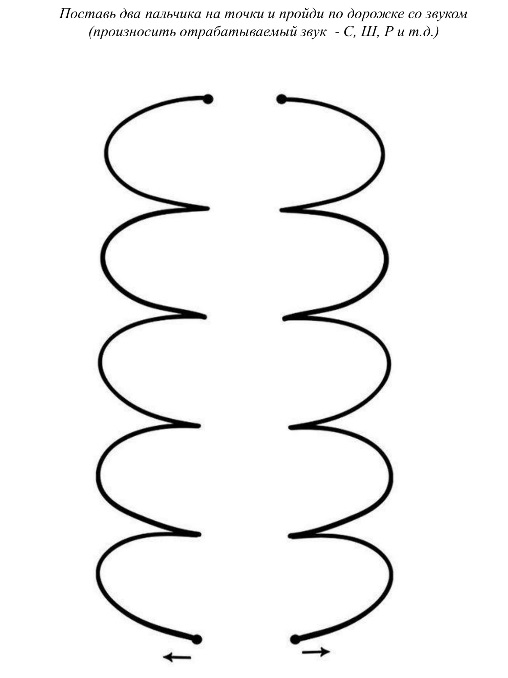 Поставь два пальчика на точки и пройди по дорожке со звуком
(произносить отрабатываемый звук - С, Ш, Р и т.д.)